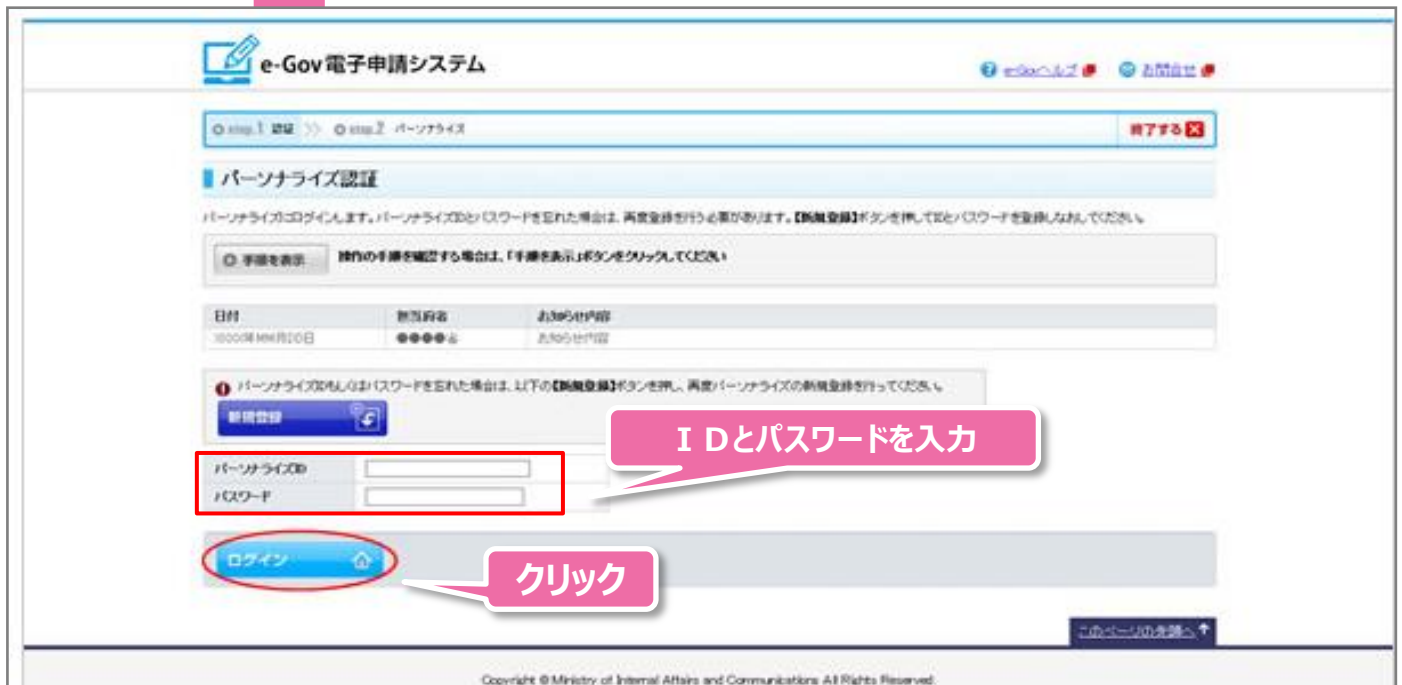 e-Gov電子申請システム
e-Govヘルプ お問合せ
step.1 認証 >> step.2 パーソナライズ 終了する
パーソナライズ認証
パーソナライズにログインします。パーソナライズIDとパスワードを忘れた場合は、再度登録を行う必要があります。【新規登録】ボタンを押してIDとパスワードを登録しなおしてください。
手順を表示 操作の手順を確認する場合は、「手順を表示」ボタンをクリックしてください
日付 担当府省 お知らせ内容
●●●●省 お知らせ内容
パーソナライズIDもしくはパスワードを忘れた場合は、以下の【新規登録】ボタンを押し、再度パーソナライズの新規登録を行ってください。
新規登録
IDとパスワードを入力
パーソナライズID
パスワード
ログイン
クリック
このページの先頭へ↑
Copyright © Ministry of Internal Affairs and Communications All Rights Reserved.